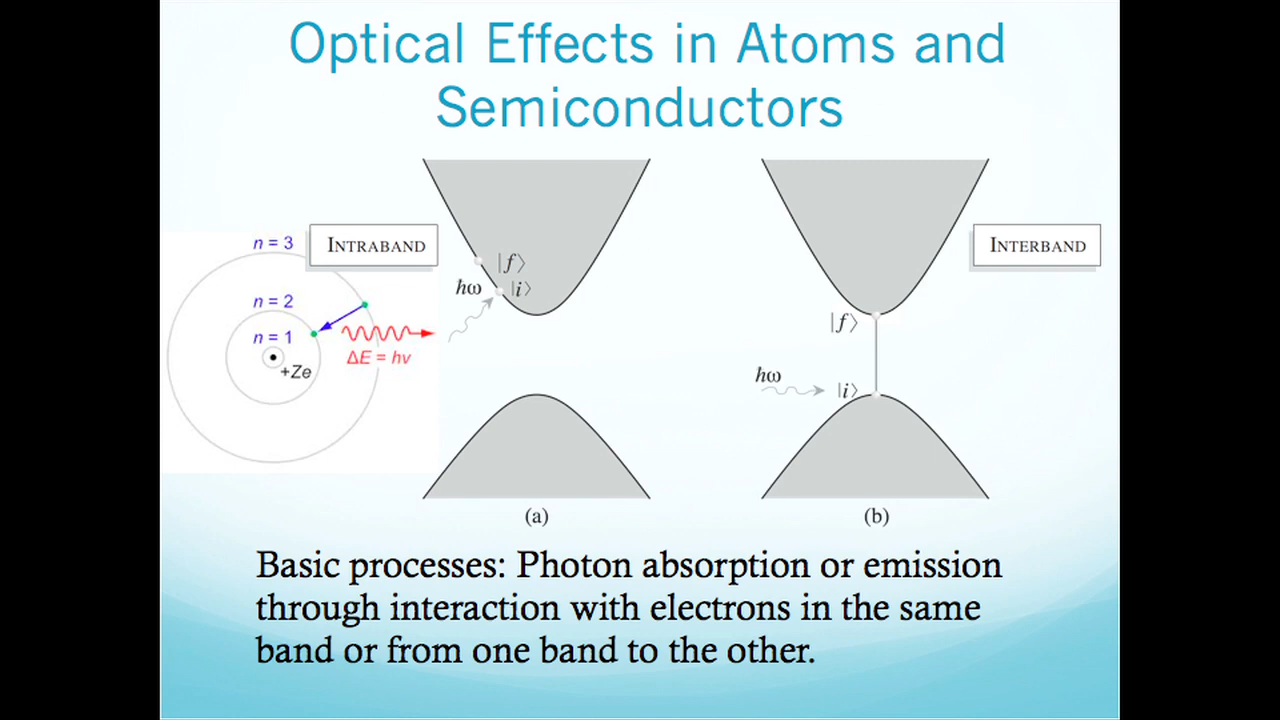 Optical Effects in Atoms and
Semiconductors
n = 3
n = 2
n = 1
+Ze
ΔE = hν
INTRABAND
|f⟩
ħω
|i⟩
(a)
INTERBAND
|f⟩
ħω
|i⟩
(b)
Basic processes: Photon absorption or emission
through interaction with electrons in the same
band or from one band to the other.